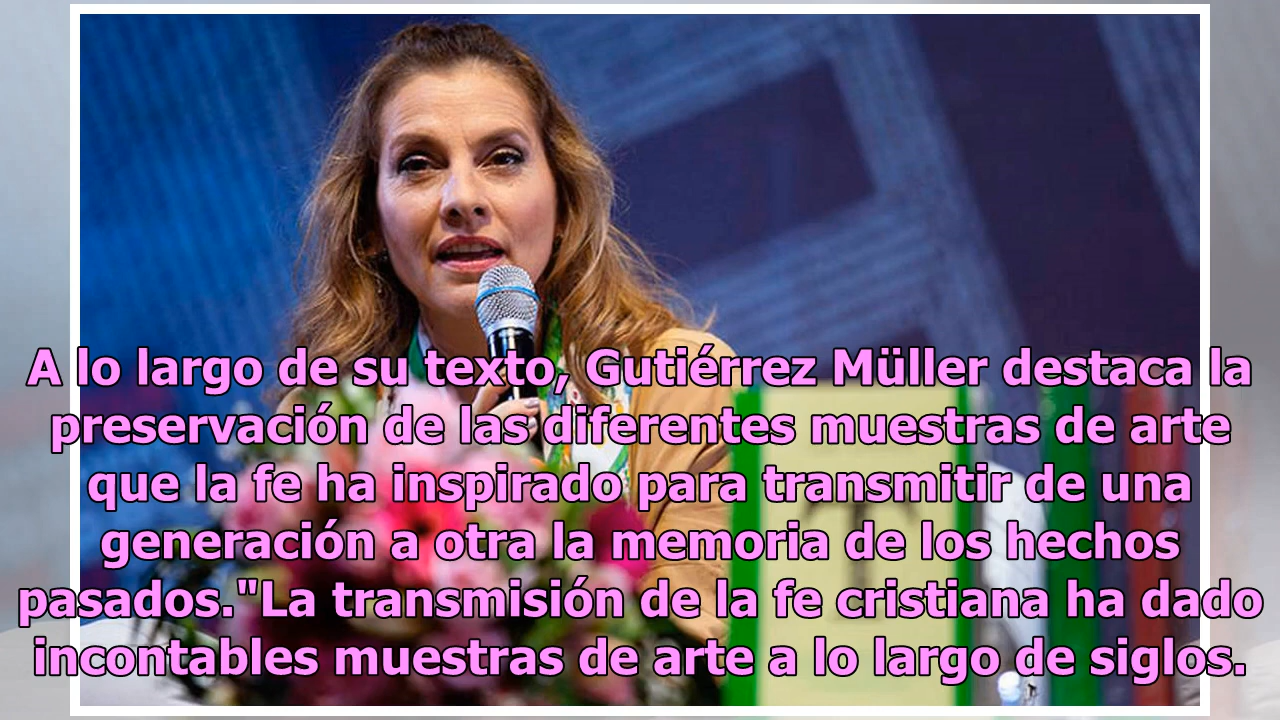 A lo largo de su texto, Gutiérrez Müller destaca la
preservación de las diferentes muestras de arte
que la fe ha inspirado para transmitir de una
generación a otra la memoria de los hechos
pasados."La transmisión de la fe cristiana ha dado
incontables muestras de arte a lo largo de siglos.
T